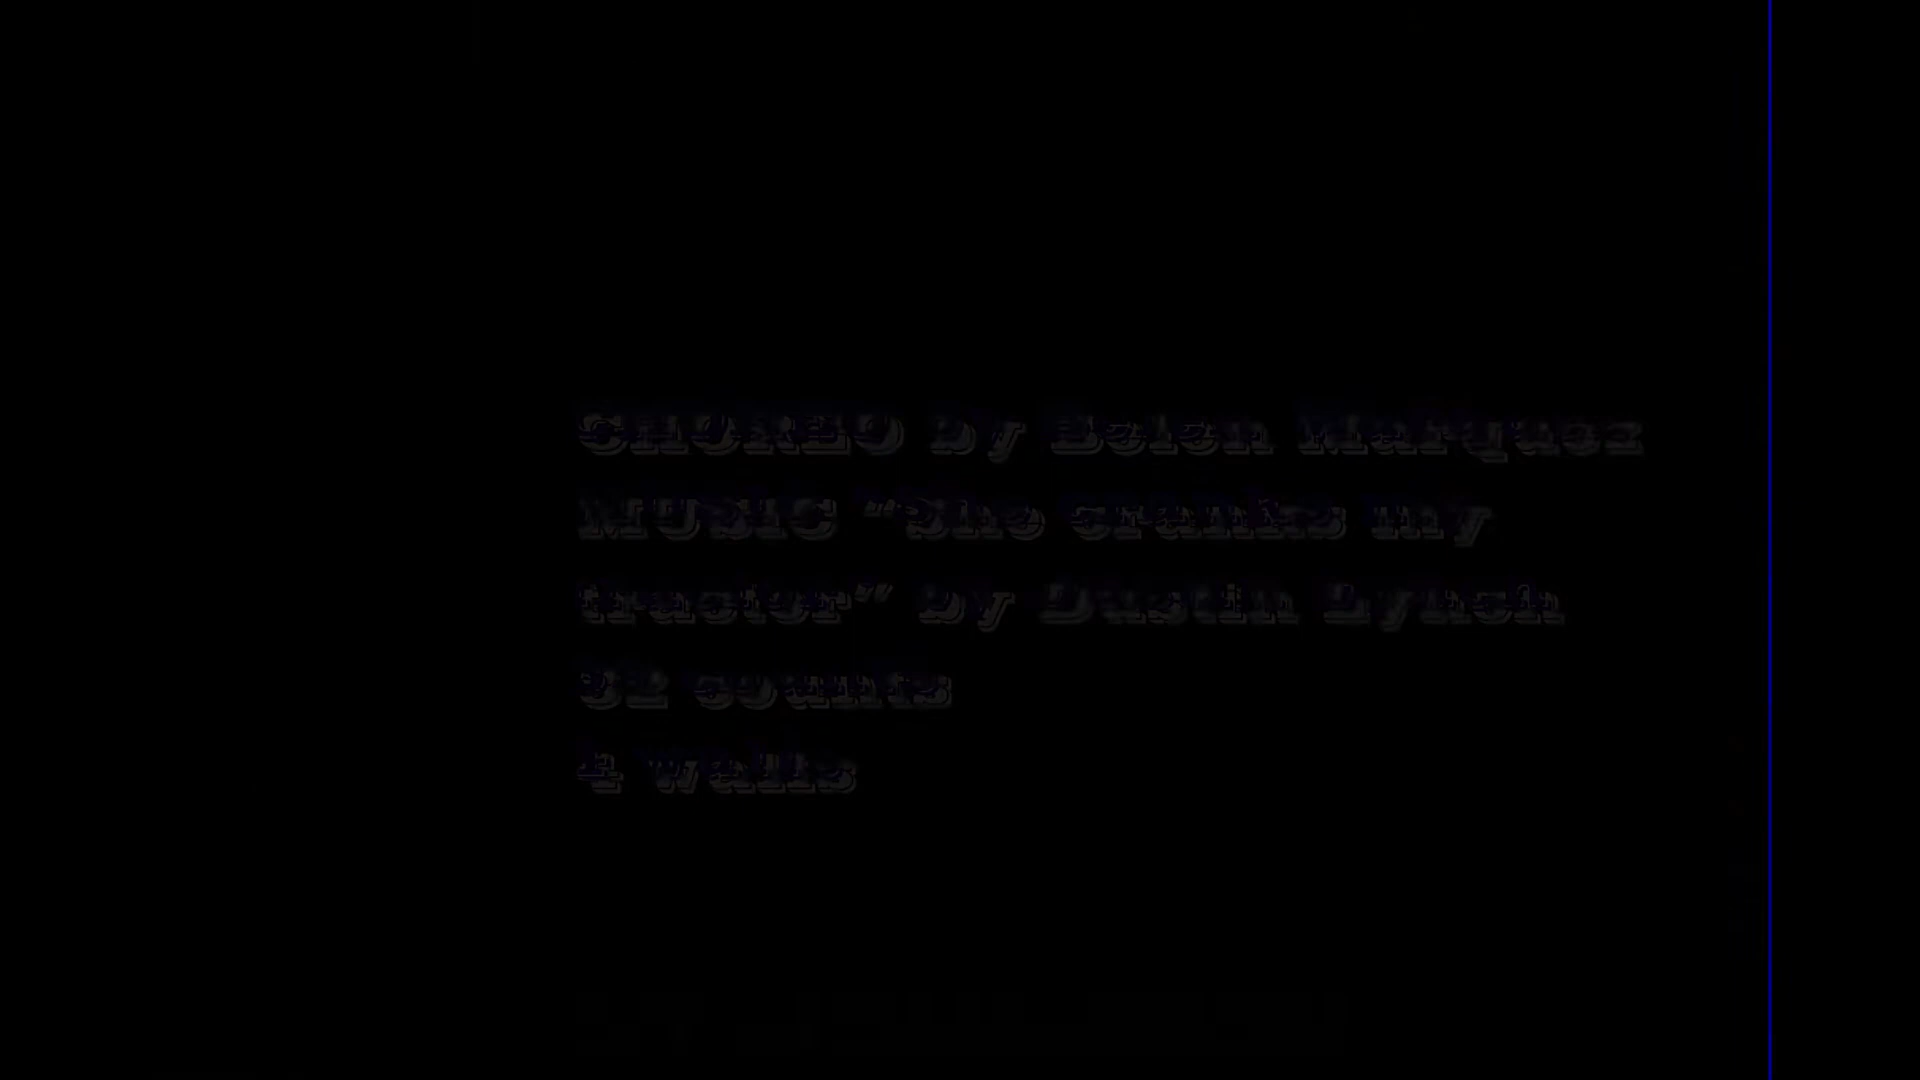 CHOREO by Belen Marquez
MUSIC "She Cranks my
tractor" by Dustin Lynch
32 counts
4 Walls